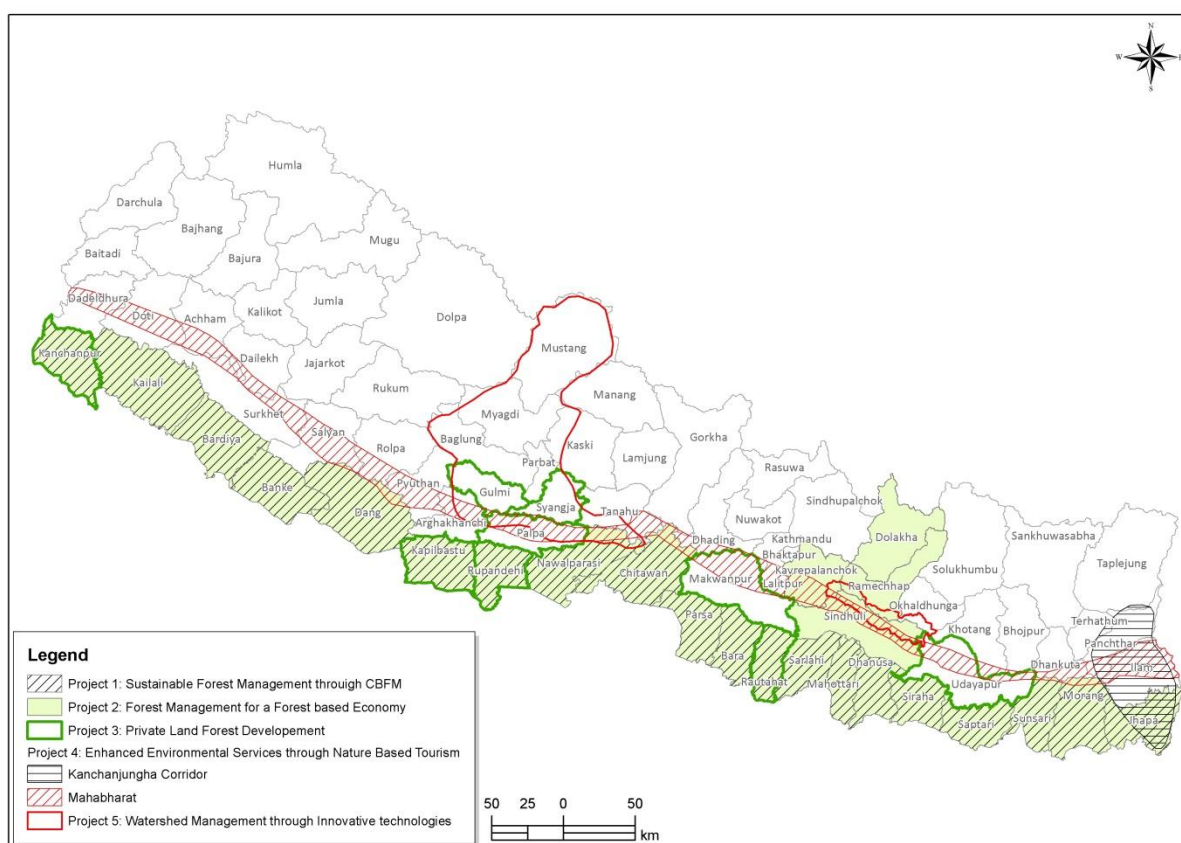 N
W
E
S
Humla
Darchula
Bajhang
Mugu
Baitadi
Bajura
Jumla
Dadeldhura
Kalikot
Dolpa
Doti
Achham
Mustang
Kanchanpur
Dailekh
Jajarkot
Kailali
Rukum
Manang
Myagdi
Surkhet
Salyan
Gorkha
Bardiya
Rolpa
Baglung
Kaski
Lamjung
Parbat
Rasuwa
Banke
Pyuthan
Gulmi
Sindhupalchok
Dang
Syangja
Tanahu
Nuwakot
Arghakhanchi
Palpa
Dhading
Kathmandu
Dolakha
Sankhuwasabha
Bhaktapur
Kapilbastu
Nawalparasi
Kavrepalanchok
Solukhumbu
Taplejung
Rupandehi
Chitawan
Makwanpur
Lalitpur
Ramechhap
Okhaldhunga
Parsa
Sindhuli
Khotang
Bhojpur
Terhathum
Panchthar
Bara
Sarlahi
Dhanusa
Dhankuta
Ilam
Rautahat
Mahottari
Siraha
Udayapur
Morang
Saptari
Sunsari
Jhapa
Legend
Project 1: Sustainable Forest Management through CBFM
Project 2: Forest Management for a Forest based Economy
Project 3: Private Land Forest Developement
Project 4: Enhanced Environmental Services through Nature Based Tourism
Kanchanjungha Corridor
Mahabharat
Project 5: Watershed Management through Innovative technologies
50 25 0 50
km